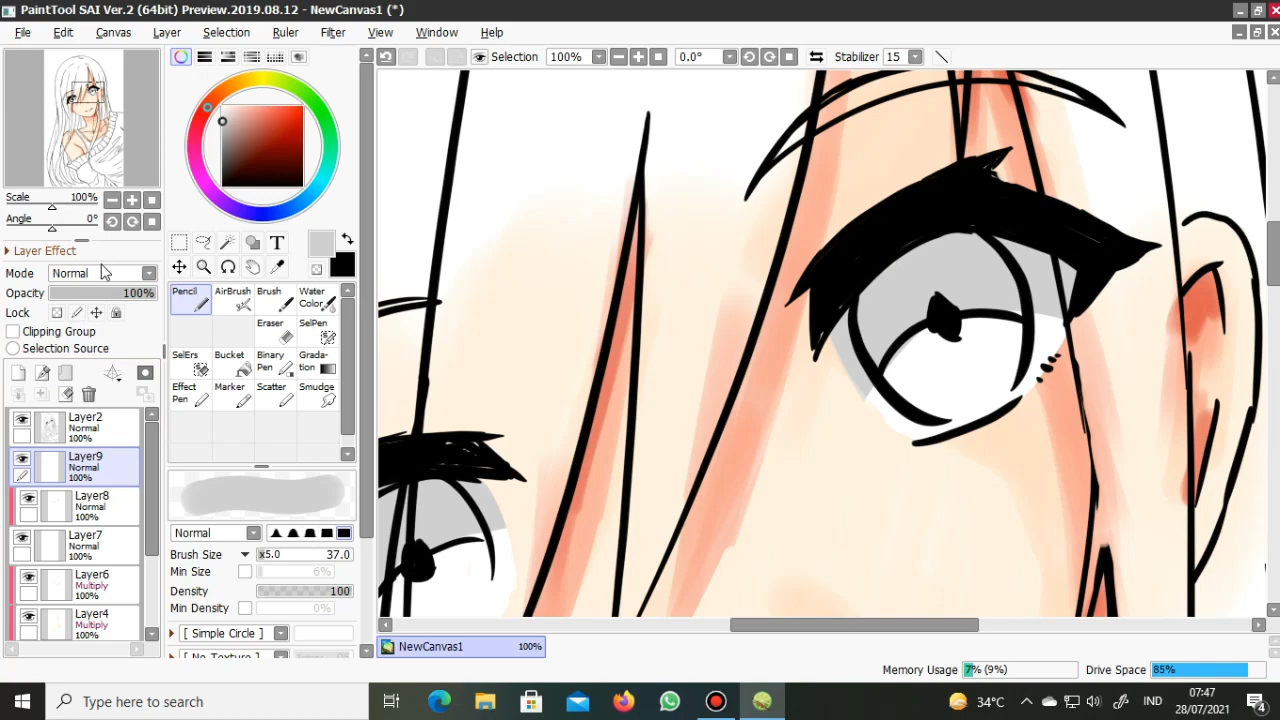 PaintTool SAI Ver.2 (64bit) Preview.2019.08.12 - NewCanvas1 (*)
File Edit Canvas Layer Selection Ruler Filter View Window Help
Selection 100% 0.0° Stabilizer 15
Scale 100%
Angle 0°
Layer Effect
Mode Normal
Opacity 100%
Lock
Clipping Group
Selection Source
Layer2
Normal
100%
Layer9
Normal
100%
Layer8
Normal
100%
Layer7
Normal
100%
Layer6
Multiply
100%
Layer4
Multiply
100%
T
Pencil AirBrush Brush Water Color
Eraser SelPen
SelErs Bucket Binary Pen Grada-tion
Effect Pen Marker Scatter Smudge
Normal
Brush Size x5.0 37.0
Min Size 6%
Density 100
Min Density 0%
[ Simple Circle ]
[ No Texture ]
NewCanvas1 100%
Memory Usage 7% (9%) Drive Space 85%
Type here to search
34°C IND 07:47
28/07/2021
4